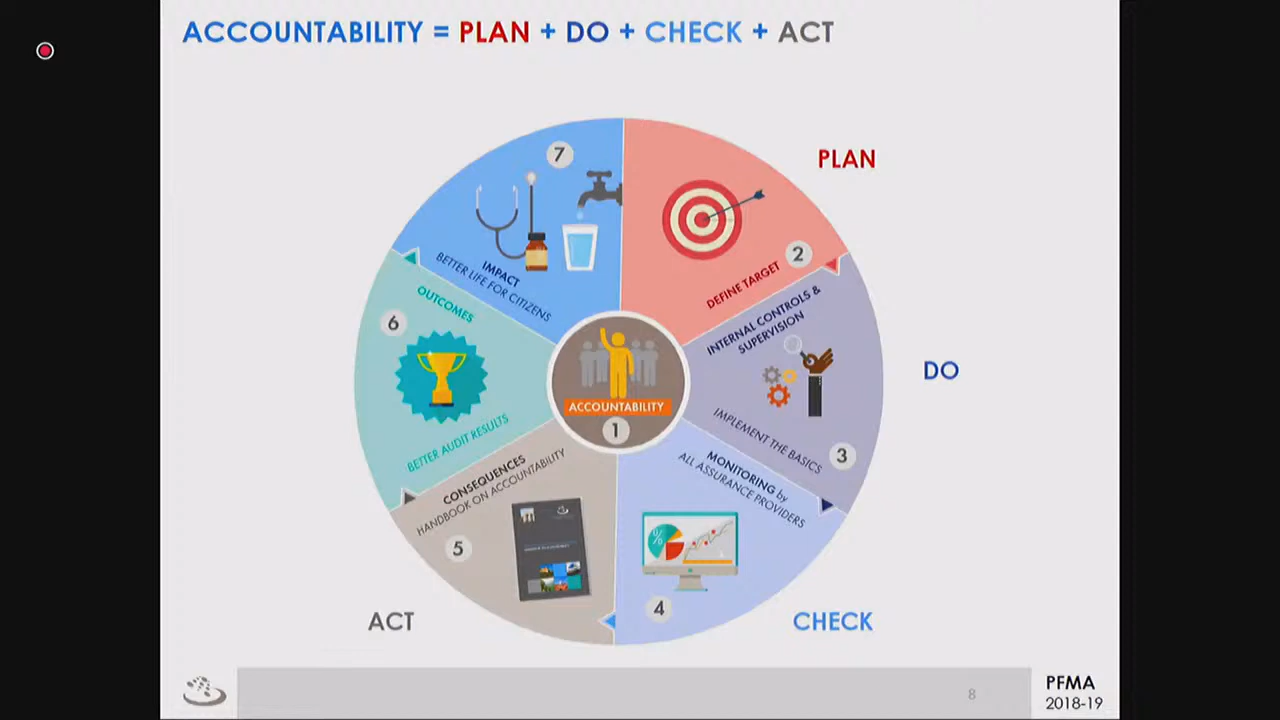 ACCOUNTABILITY = PLAN + DO + CHECK + ACT
7
IMPACT
BETTER LIFE FOR CITIZENS
PLAN
2
DEFINE TARGET
INTERNAL CONTROLS &
SUPERVISION
IMPLEMENT THE BASICS
3
DO
OUTCOMES
6
BETTER AUDIT RESULTS
ACCOUNTABILITY
1
CONSEQUENCES
HANDBOOK ON ACCOUNTABILITY
5
ACT
MONITORING by
ALL ASSURANCE PROVIDERS
%
4
CHECK
8
PFMA
2018-19